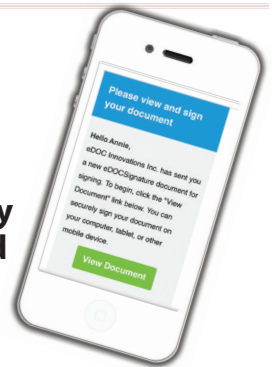 Please view and sign
your document
Hello Annie,
eDOC Innovations Inc. has sent you
a new eDOCSignature document for
signing. To begin, click the "View
Document" link below. You can
securely sign your document on
your computer, tablet, or other
mobile device.
View Document